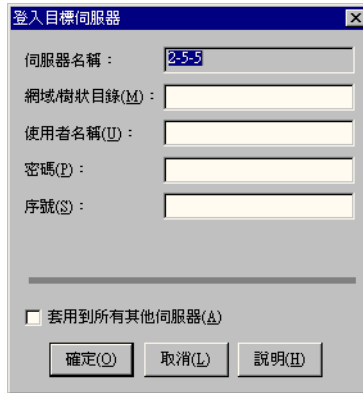 登入目標伺服器
伺服器名稱：
2-5-5
網域/樹狀目錄(M)：
使用者名稱(U)：
密碼(P)：
序號(S)：
套用到所有其他伺服器(A)
確定(O)
取消(L)
說明(H)